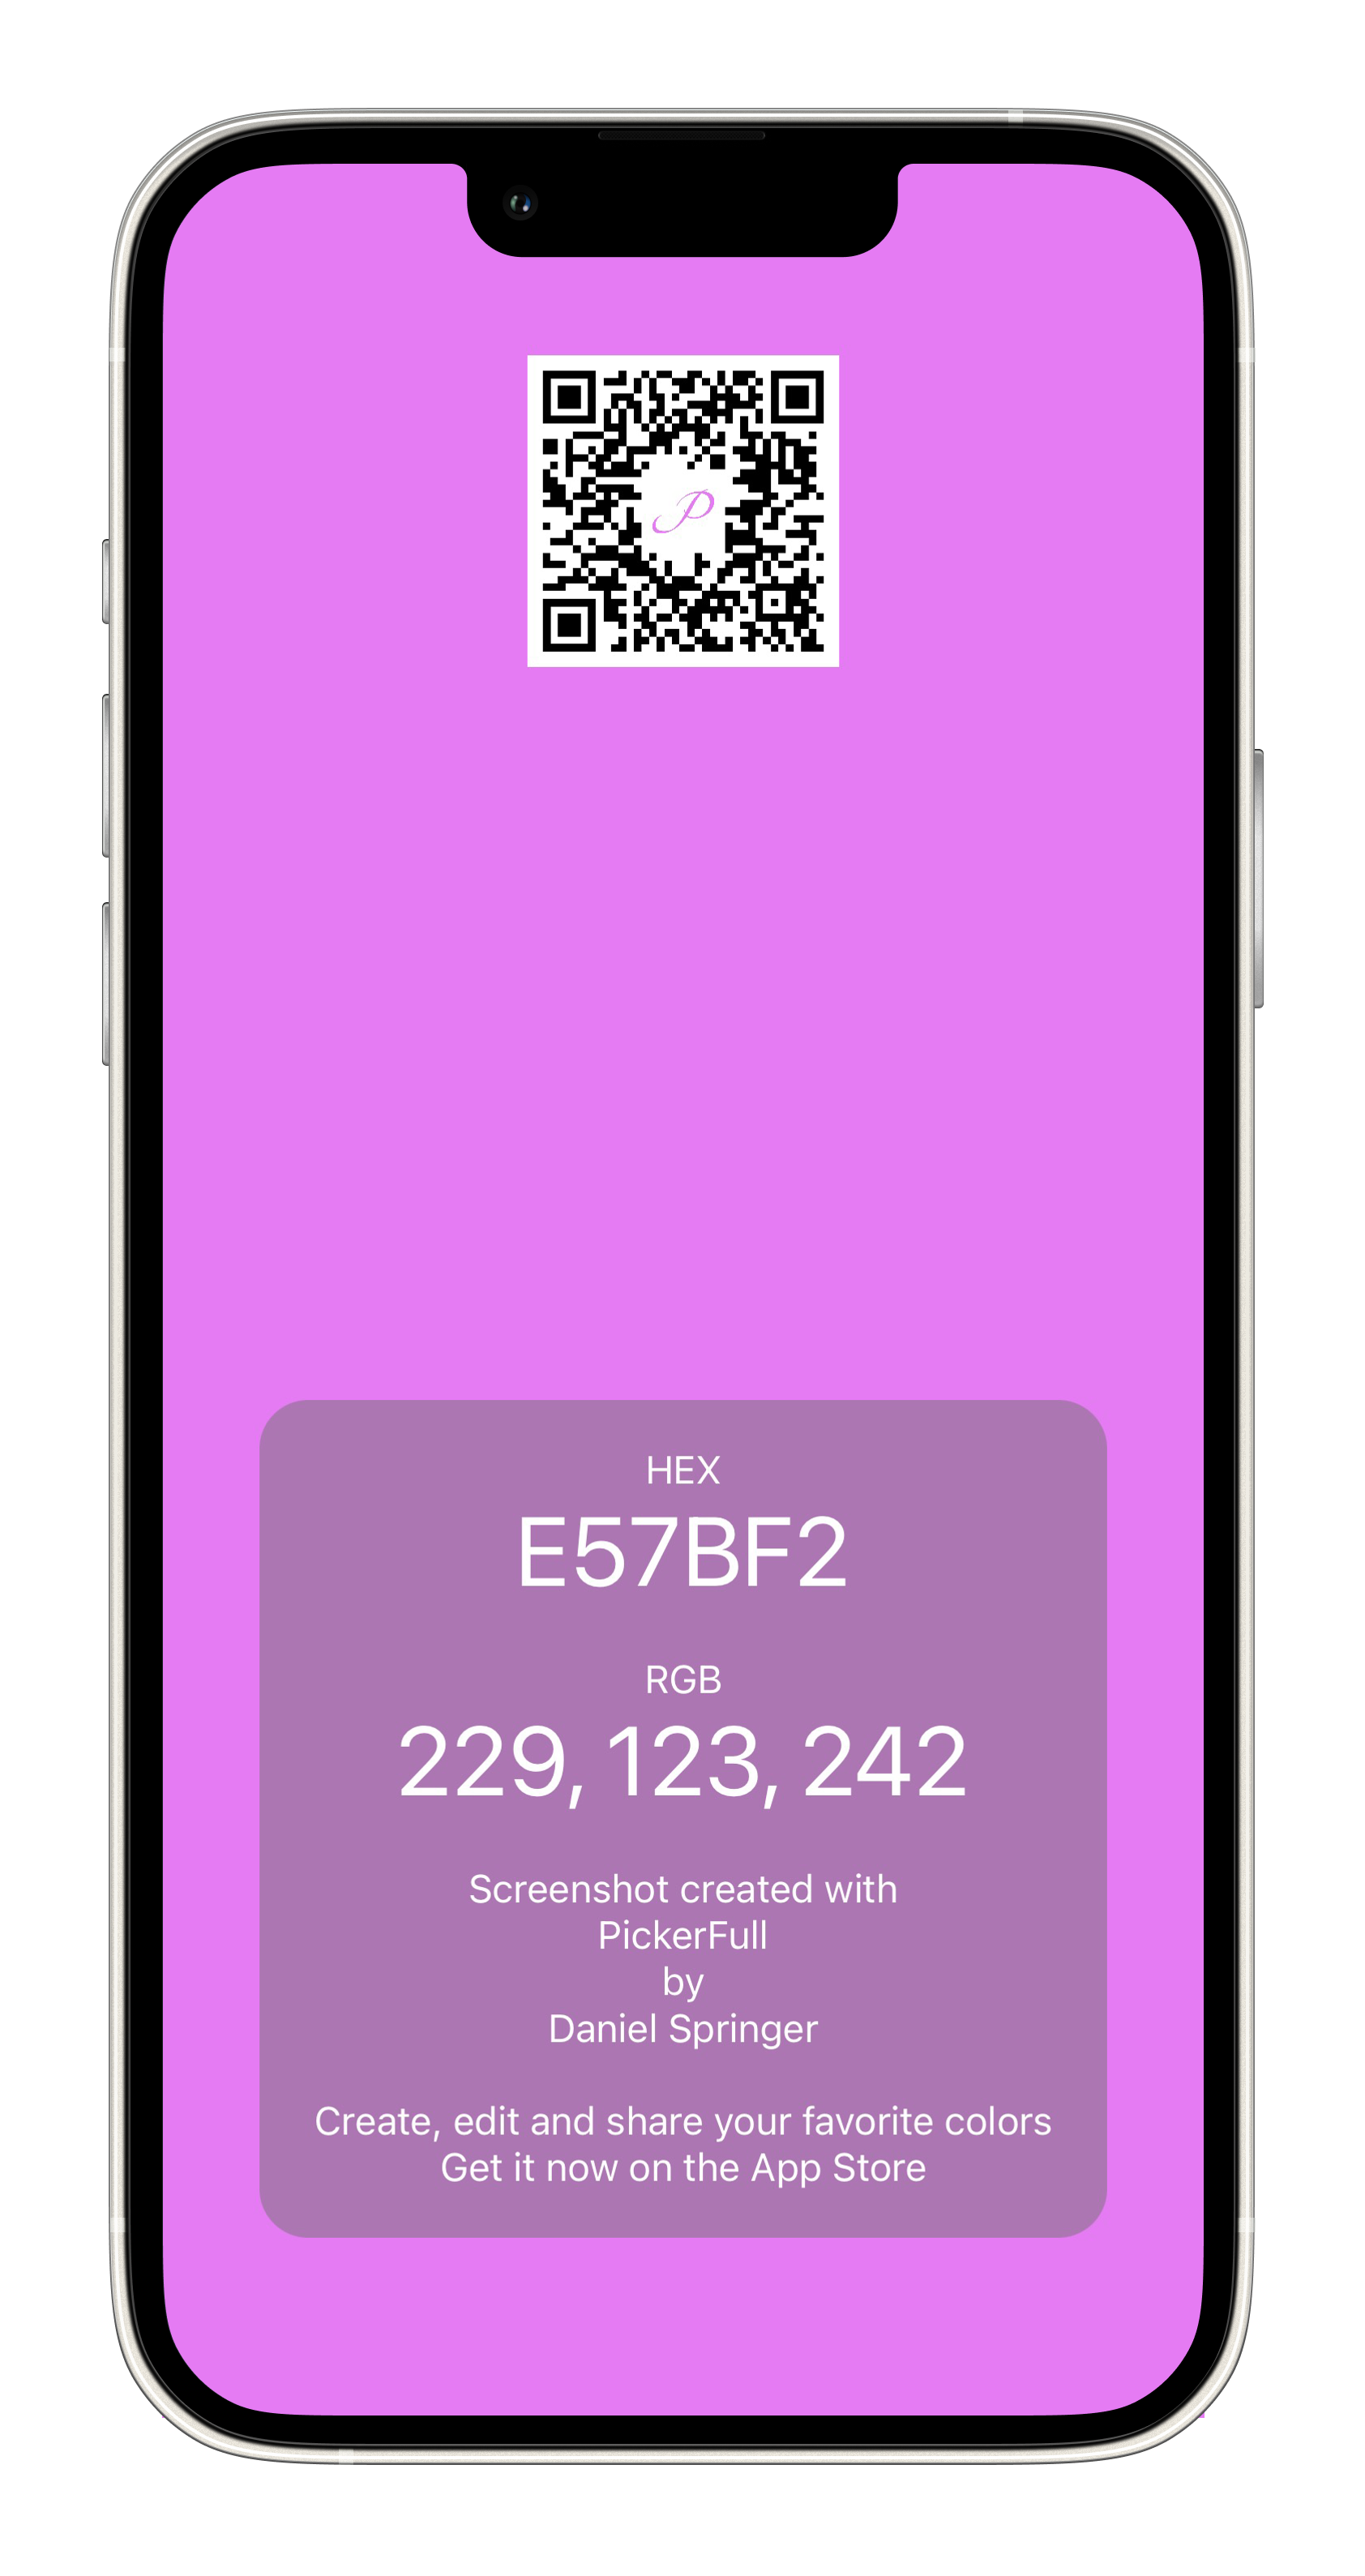 P
HEX
E57BF2
RGB
229, 123, 242
Screenshot created with
PickerFull
by
Daniel Springer
Create, edit and share your favorite colors
Get it now on the App Store